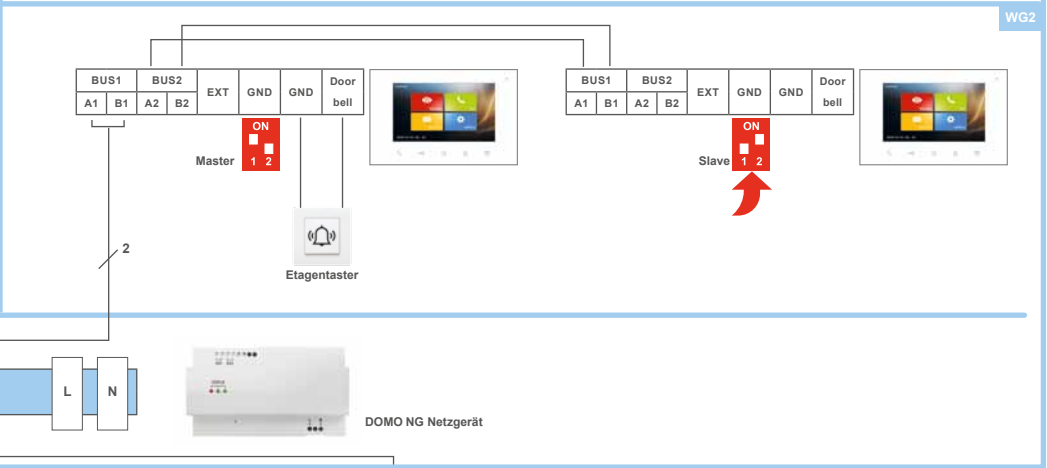 WG2
BUS1 BUS2 EXT GND GND Door bell
A1 B1 A2 B2
ON
1 2
Master
BUS1 BUS2 EXT GND GND Door bell
A1 B1 A2 B2
ON
1 2
Slave
Etagentaster
2
L N
DOMO NG Netzgerät